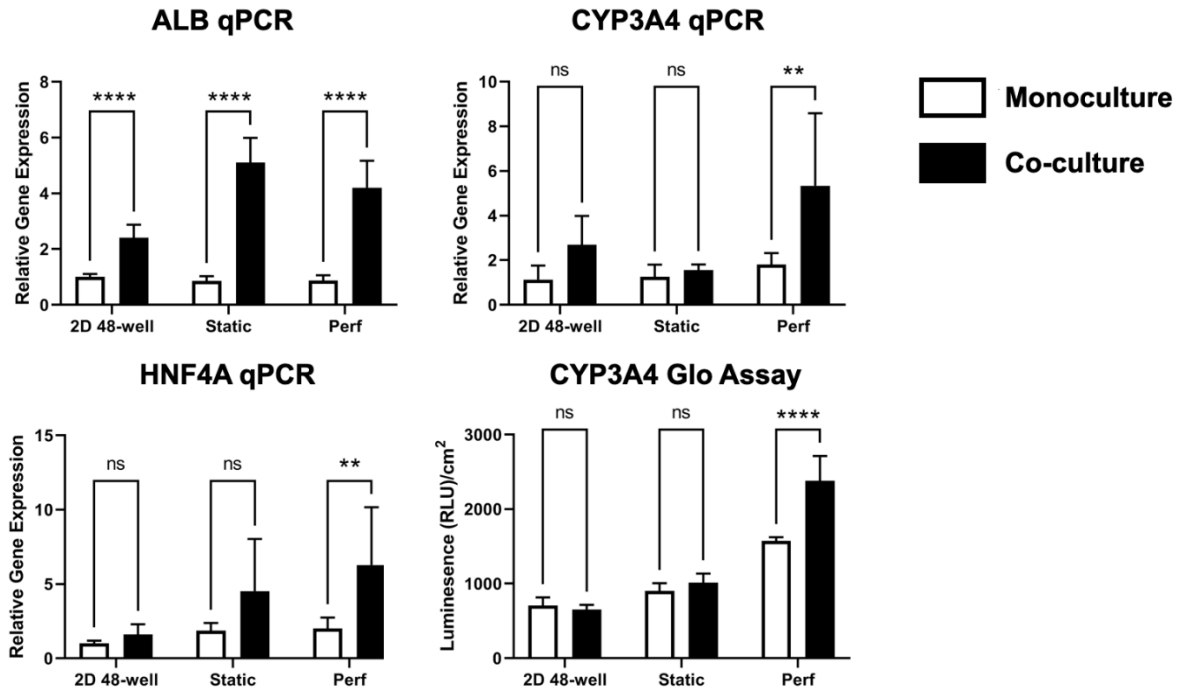 ALB qPCR
Relative Gene Expression
8
6
4
2
0
****
****
****
2D 48-well
Static
Perf
CYP3A4 qPCR
Relative Gene Expression
10
8
6
4
2
0
ns
ns
**
2D 48-well
Static
Perf
Monoculture
Co-culture
HNF4A qPCR
Relative Gene Expression
15
10
5
0
ns
ns
**
2D 48-well
Static
Perf
CYP3A4 Glo Assay
Luminesence (RLU)/cm²
3000
2000
1000
0
ns
ns
****
2D 48-well
Static
Perf